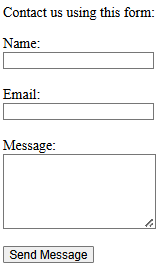 Contact us using this form:
Name:
Email:
Message:
Send Message